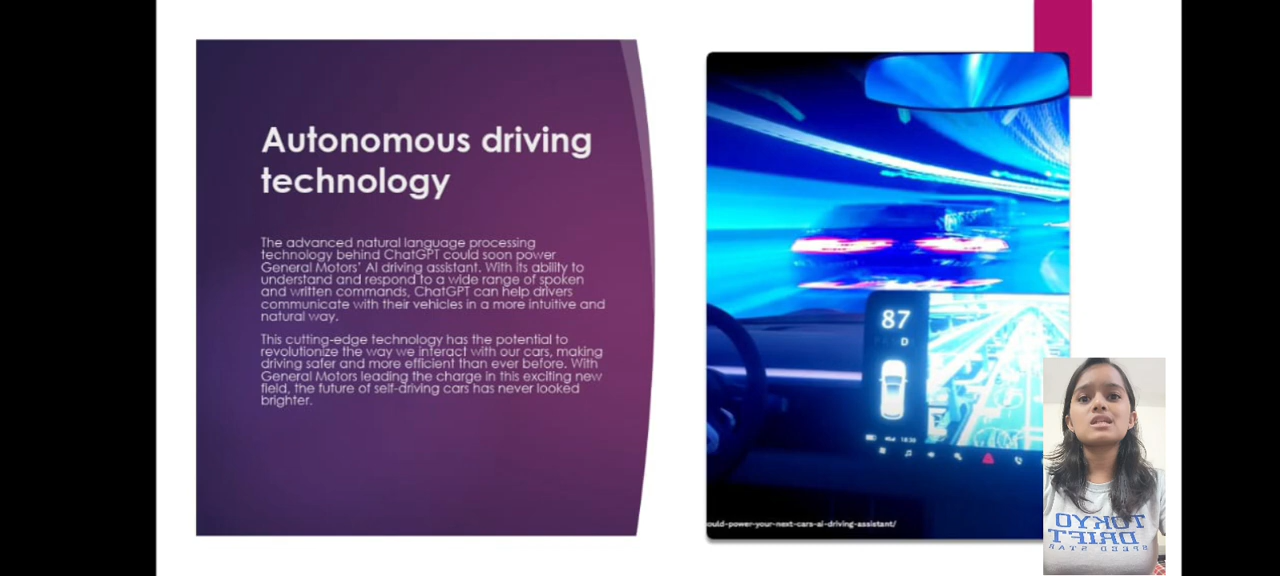 Autonomous driving
technology
The advanced natural language processing
technology behind ChatGPT could soon power
General Motors' AI driving assistant. With its ability to
understand and respond to a wide range of spoken
and written commands, ChatGPT can help drivers
communicate with their vehicles in a more intuitive and
natural way.
This cutting-edge technology has the potential to
revolutionize the way we interact with our cars, making
driving safer and more efficient than ever before. With
General Motors leading the charge in this exciting new
field, the future of self-driving cars has never looked
brighter.
87
D
ould-power-your-next-cars-ai-driving-assistant/
TOKYO
DRIFT
SPEED STAR